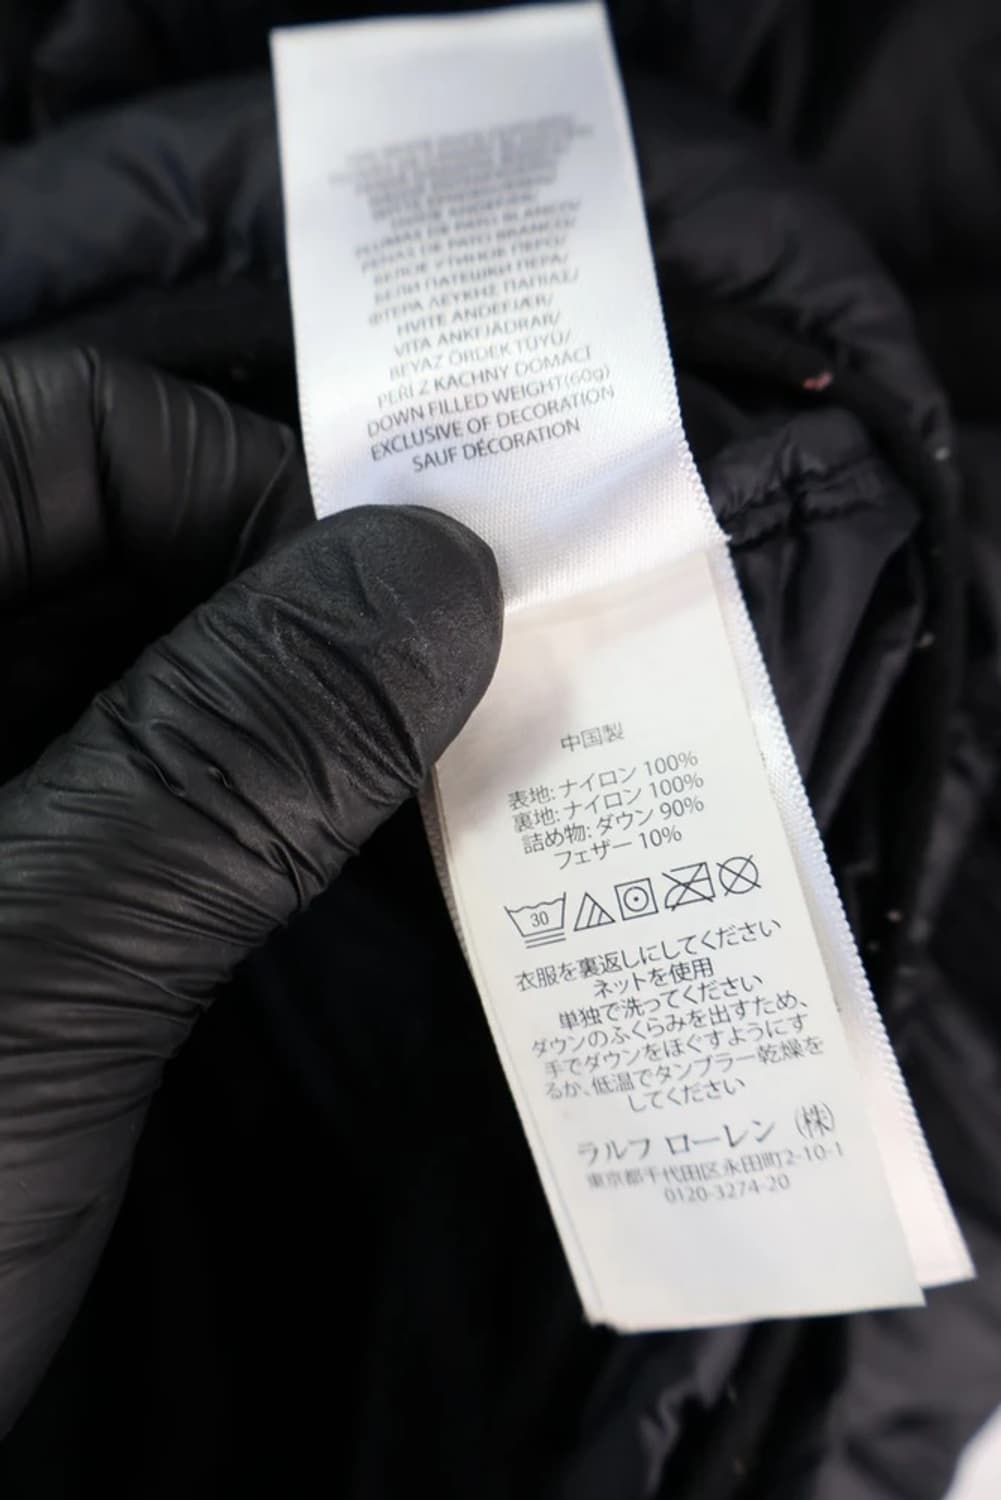 PLUMAS DE PATO BLANCO/
PENAS DE PATO BRANCO/
БЕЛОЕ УТИНОЕ ПЕРО/
БЕЛИ ПАТЕШКИ ПЕРА/
ΦΤΕΡΑ ΛΕΥΚΗΣ ΠΑΠΙΑΣ/
HVITE ANDEFJÆR/
VITA ANKFJÄDRAR/
BEYAZ ÖRDEK TÜYÜ/
PEŘÍ Z KACHNY DOMÁCÍ
DOWN FILLED WEIGHT(60g)
EXCLUSIVE OF DECORATION
SAUF DÉCORATION
中国製
表地: ナイロン 100%
裏地: ナイロン 100%
詰め物: ダウン 90%
フェザー 10%
30
衣服を裏返しにしてください
ネットを使用
単独で洗ってください
ダウンのふくらみを出すため、
手でダウンをほぐすようにす
るか、低温でタンブラー乾燥を
してください
ラルフ ローレン (株)
東京都千代田区永田町2-10-1
0120-3274-20